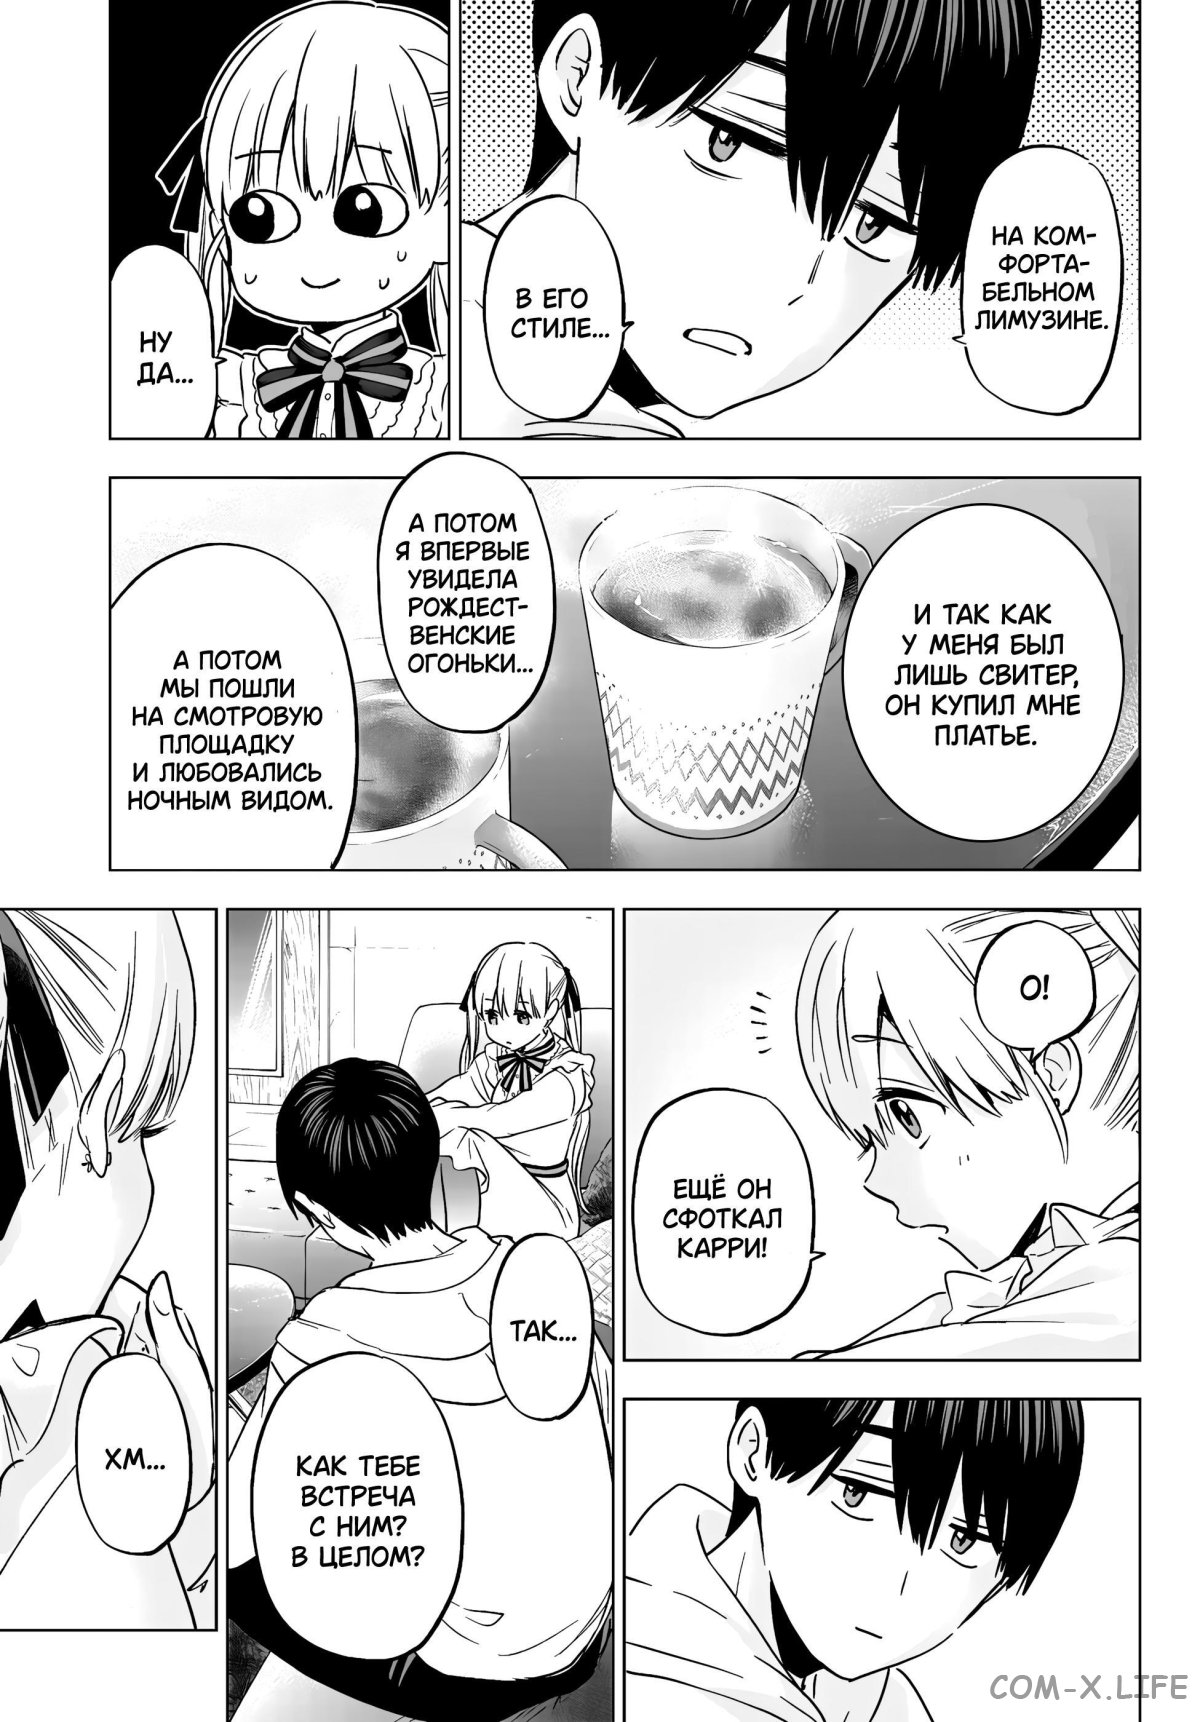 НА КОМ-
ФОРТА-
БЕЛЬНОМ
ЛИМУЗИНЕ.
В ЕГО
СТИЛЕ...
НУ
ДА...
И ТАК КАК
У МЕНЯ БЫЛ
ЛИШЬ СВИТЕР,
ОН КУПИЛ МНЕ
ПЛАТЬЕ.
А ПОТОМ
Я ВПЕРВЫЕ
УВИДЕЛА
РОЖДЕСТ-
ВЕНСКИЕ
ОГОНЬКИ...
А ПОТОМ
МЫ ПОШЛИ
НА СМОТРОВУЮ
ПЛОЩАДКУ
И ЛЮБОВАЛИСЬ
НОЧНЫМ ВИДОМ.
О!
ЕЩЁ ОН
СФОТКАЛ
КАРРИ!
ТАК...
КАК ТЕБЕ
ВСТРЕЧА
С НИМ?
В ЦЕЛОМ?
ХМ...
COM-X.LIFE